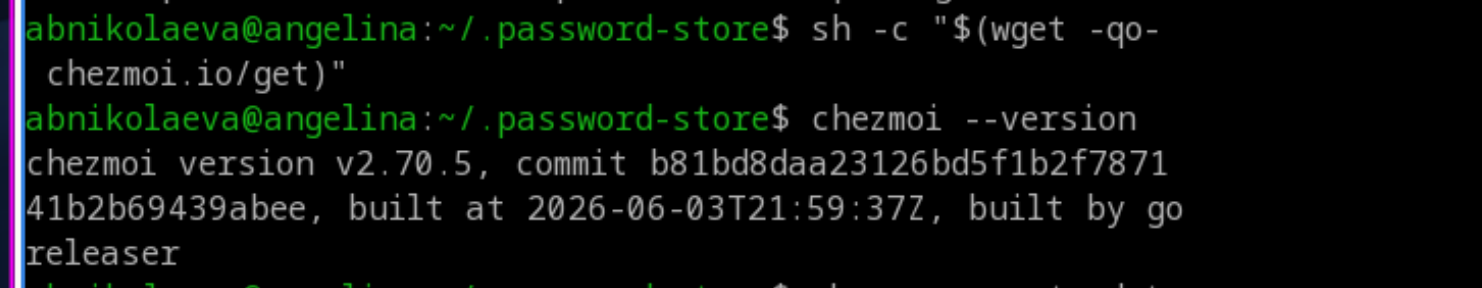 abnikolaeva@angelina:~/.password-store$ sh -c "$(wget -qo-
 chezmoi.io/get)"
abnikolaeva@angelina:~/.password-store$ chezmoi --version
chezmoi version v2.70.5, commit b81bd8daa23126bd5f1b2f7871
41b2b69439abee, built at 2026-06-03T21:59:37Z, built by go
releaser